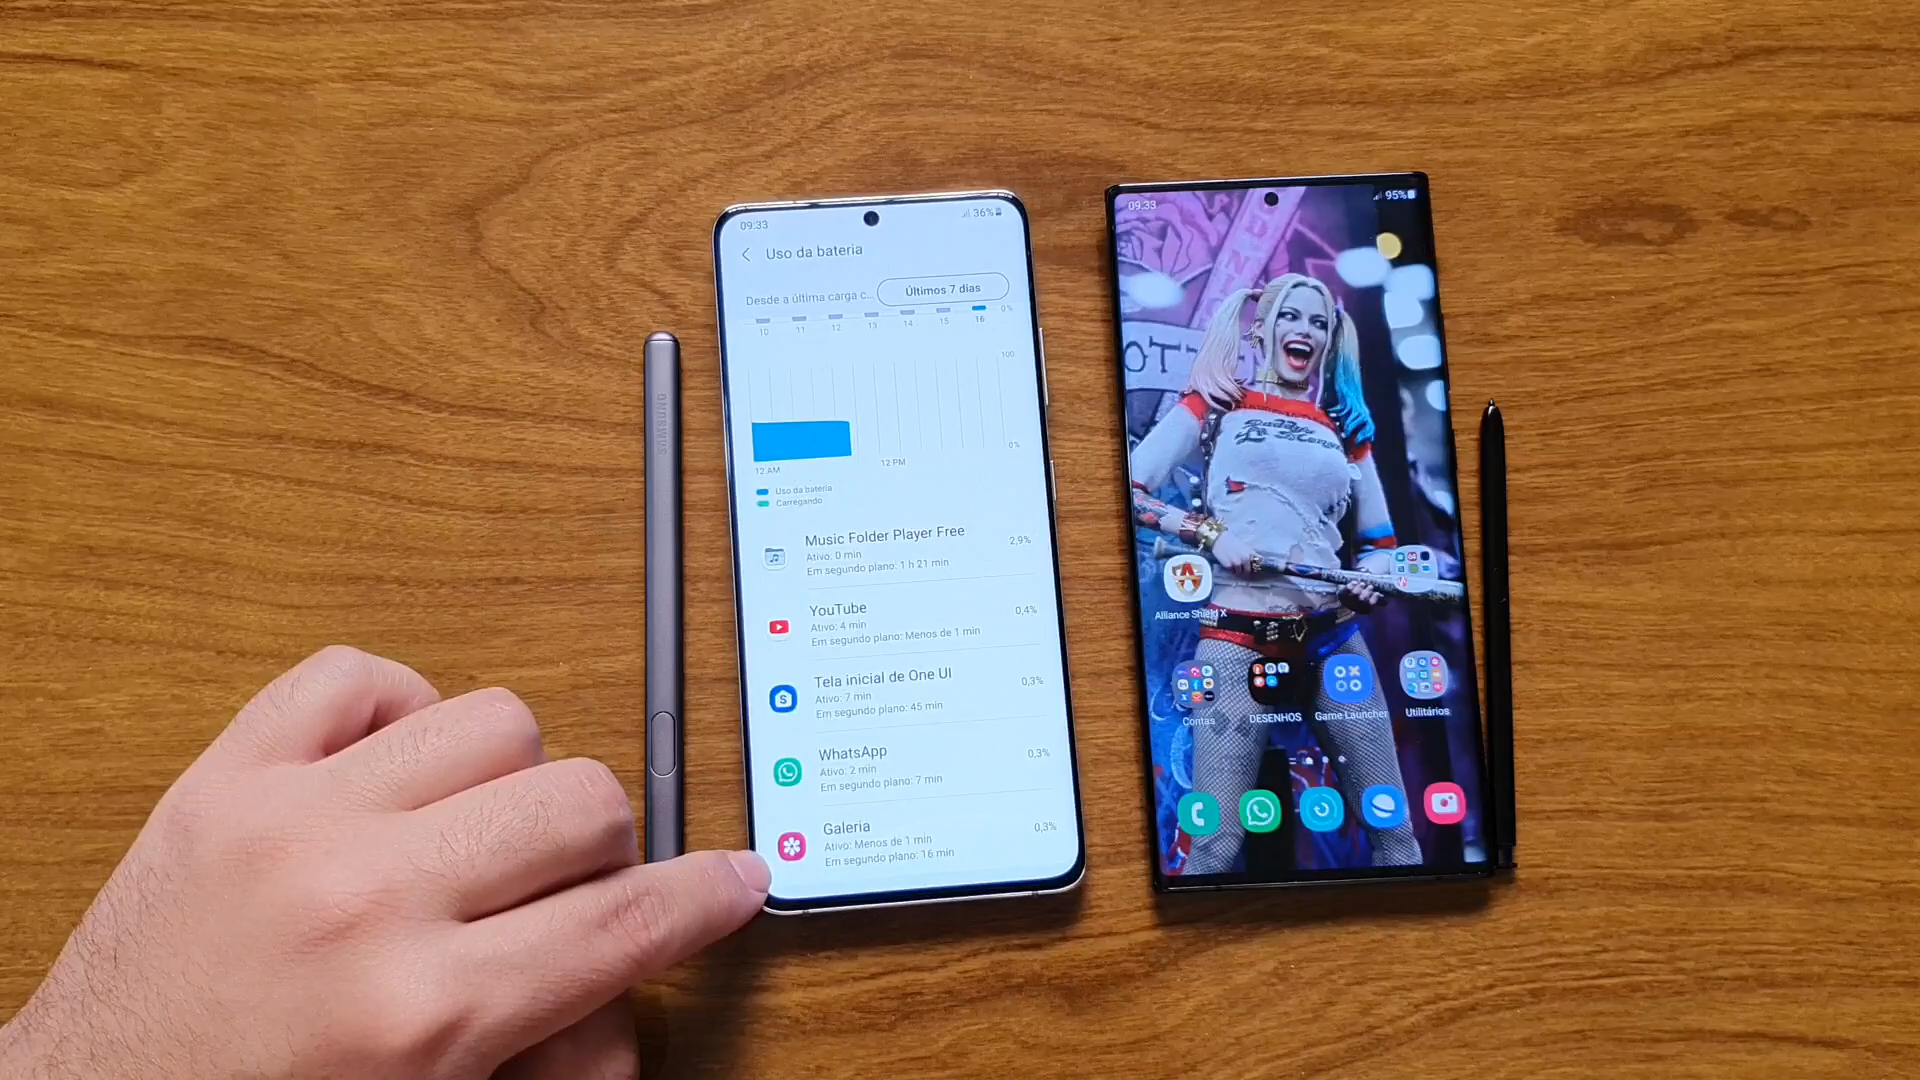 SAMSUNG
09:33
36%
Uso da bateria
Desde a última carga c...
Últimos 7 dias
0%
10 11 12 13 14 15 16
100
0%
12 AM
12 PM
Uso da bateria
Carregando
Music Folder Player Free
2,9%
Ativo: 0 min
Em segundo plano: 1 h 21 min
YouTube
0,4%
Ativo: 4 min
Em segundo plano: Menos de 1 min
Tela inicial de One UI
0,3%
Ativo: 7 min
Em segundo plano: 45 min
WhatsApp
0,3%
Ativo: 2 min
Em segundo plano: 7 min
Galeria
0,3%
Ativo: Menos de 1 min
Em segundo plano: 16 min
09:33
95%
Daddy's
Alliance Shield X
Contas
DESENHOS
Game Launcher
Utilitários